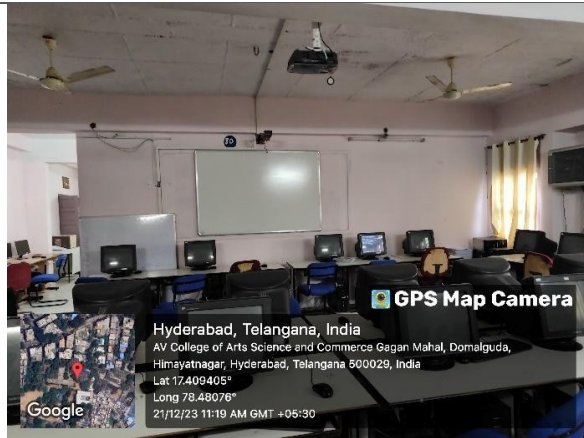 30
GPS Map Camera
Hyderabad, Telangana, India
AV College of Arts Science and Commerce Gagan Mahal, Domalguda,
Himayatnagar, Hyderabad, Telangana 500029, India
Lat 17.409405°
Long 78.48076°
21/12/23 11:19 AM GMT +05:30
Google